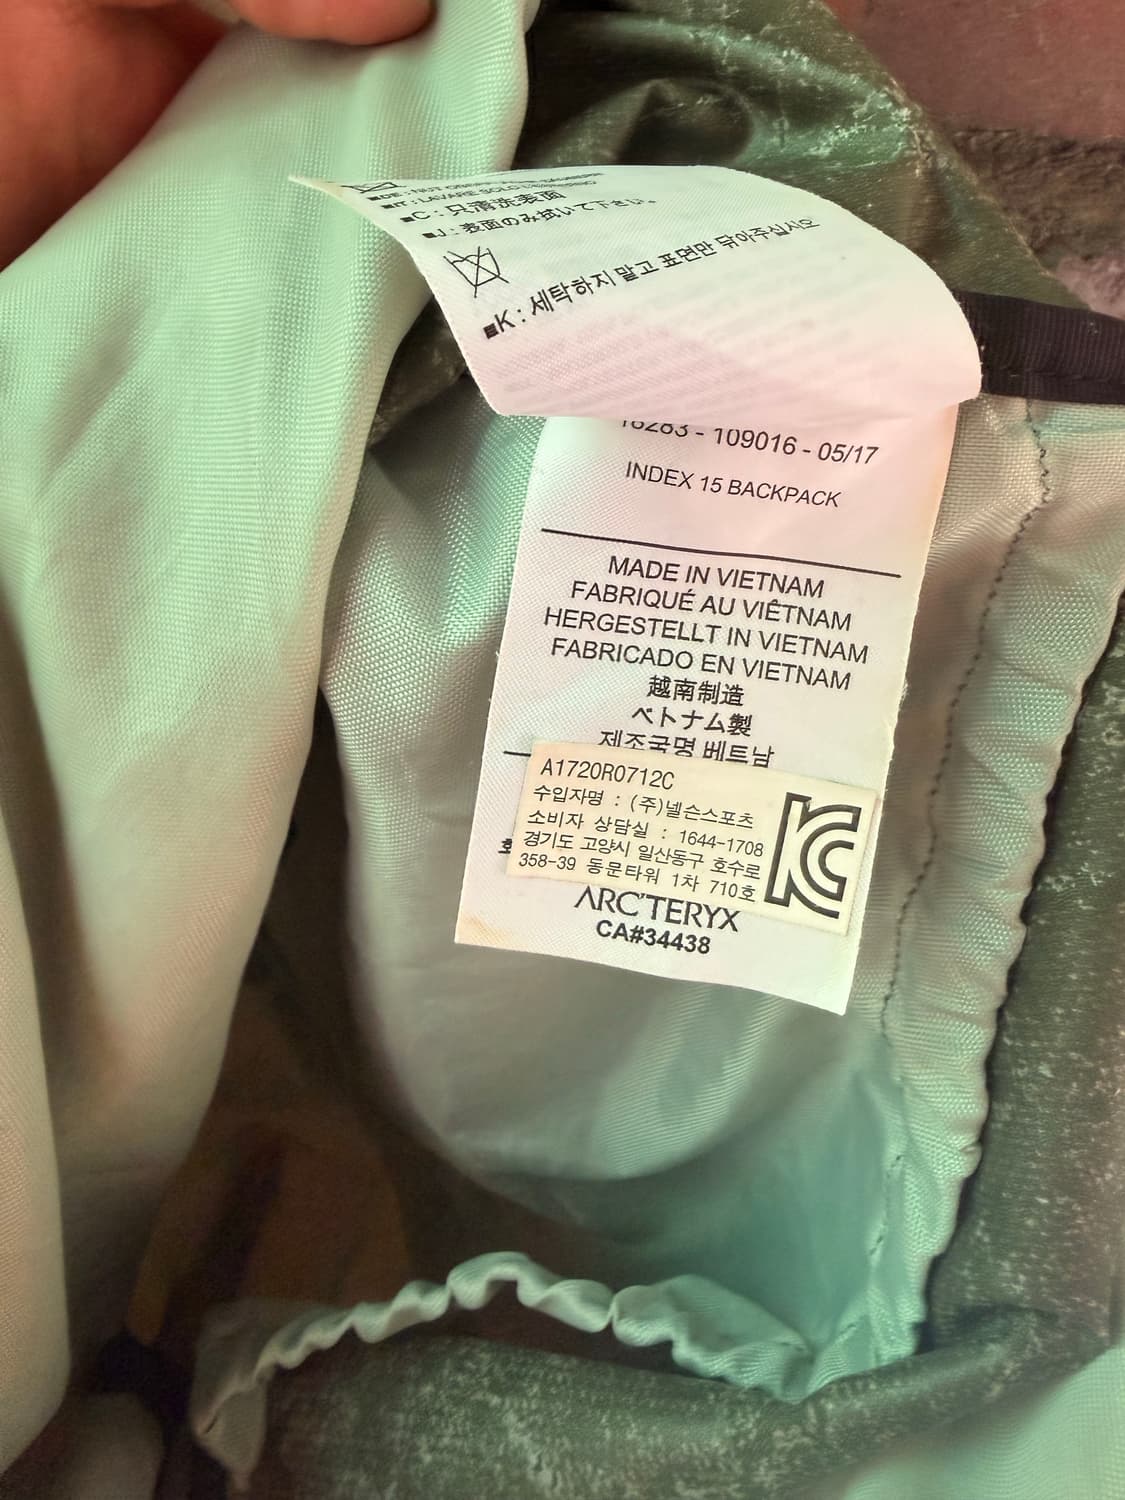 ■IT : LAVARE SOLO
■C : 只清洗表面
■J : 表面のみ拭いて下さい。
■K : 세탁하지 말고 표면만 닦아주십시오
16283 - 109016 - 05/17
INDEX 15 BACKPACK
MADE IN VIETNAM
FABRIQUÉ AU VIÊTNAM
HERGESTELLT IN VIETNAM
FABRICADO EN VIETNAM
越南制造
ベトナム製
제조국명 베트남
A1720R0712C
수입자명 : (주)넬슨스포츠
소비자 상담실 : 1644-1708
경기도 고양시 일산동구 호수로
358-39 동문타워 1차 710호
KC
ARC'TERYX
CA#34438